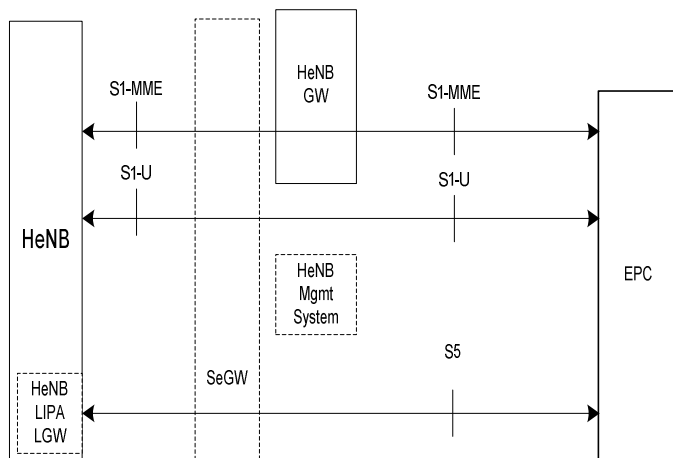 HeNB
GW
S1-MME
S1-MME
S1-U
S1-U
HeNB
HeNB
Mgmt
System
EPC
S5
SeGW
HeNB
LIPA
LGW